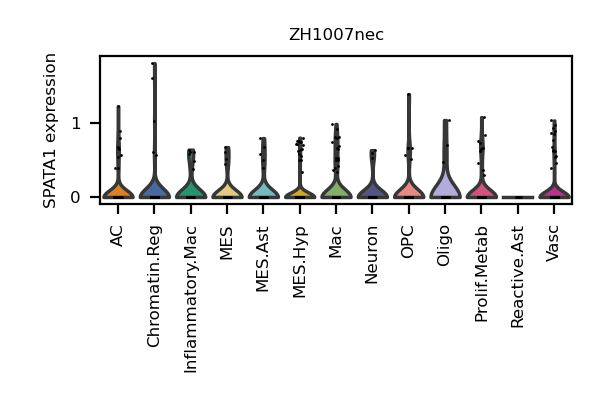 ZH1007nec
SPATA1 expression
1
0
AC
Chromatin.Reg
Inflammatory.Mac
MES
MES.Ast
MES.Hyp
Mac
Neuron
OPC
Oligo
Prolif.Metab
Reactive.Ast
Vasc